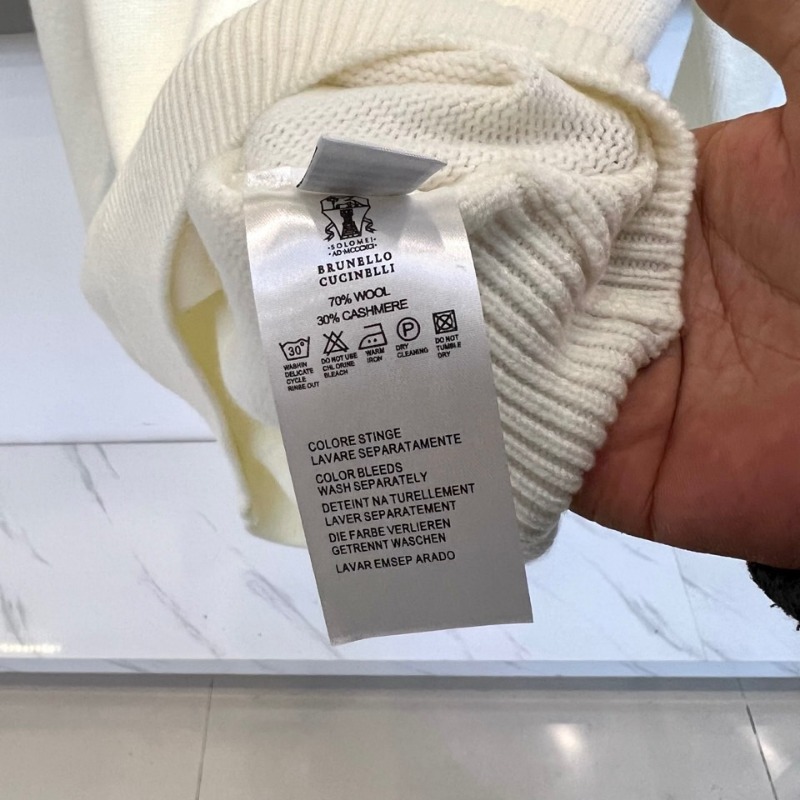 ·SOLOMEI·
·AD·MCCCXCI·
BRUNELLO
CUCINELLI
70% WOOL
30% CASHMERE
30°
P
WASHIN
DELICATE
CYCLE
RINSE OUT
DO NOT USE
CHLORINE
BLEACH
WARM
IRON
DRY
CLEANING
DO NOT
TUMBLE
DRY
COLORE STINGE
LAVARE SEPARATAMENTE
COLOR BLEEDS
WASH SEPARATELY
DETEINT NA TURELLEMENT
LAVER SEPARATEMENT
DIE FARBE VERLIEREN
GETRENNT WASCHEN
LAVAR EMSEP ARADO